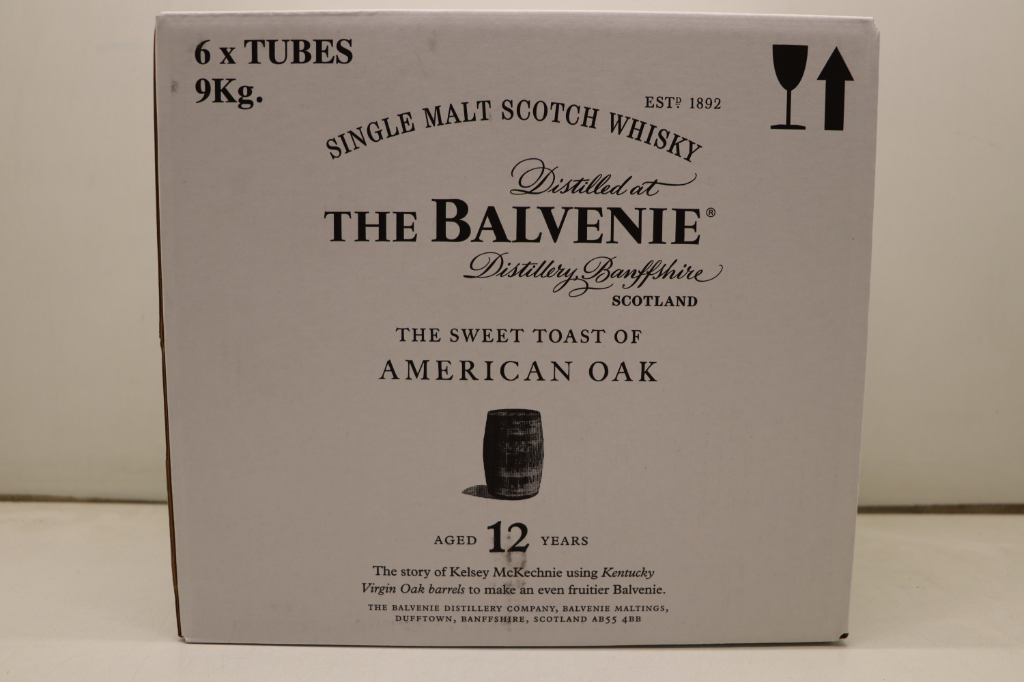 6 x TUBES
9Kg.
ESTᴰ 1892
SINGLE MALT SCOTCH WHISKY
Distilled at
THE BALVENIE®
Distillery, Banffshire
SCOTLAND
THE SWEET TOAST OF
AMERICAN OAK
AGED 12 YEARS
The story of Kelsey McKechnie using Kentucky
Virgin Oak barrels to make an even fruitier Balvenie.
THE BALVENIE DISTILLERY COMPANY, BALVENIE MALTINGS,
DUFFTOWN, BANFFSHIRE, SCOTLAND AB55 4BB